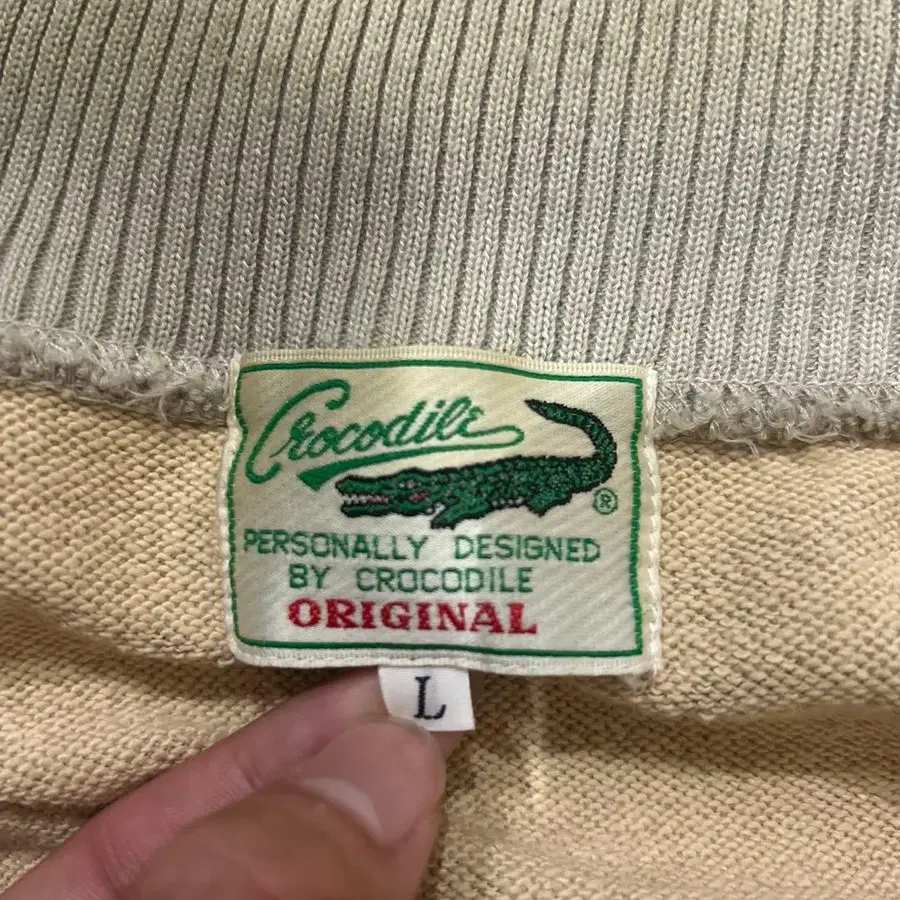 Crocodile
®
PERSONALLY DESIGNED
BY CROCODILE
ORIGINAL
L